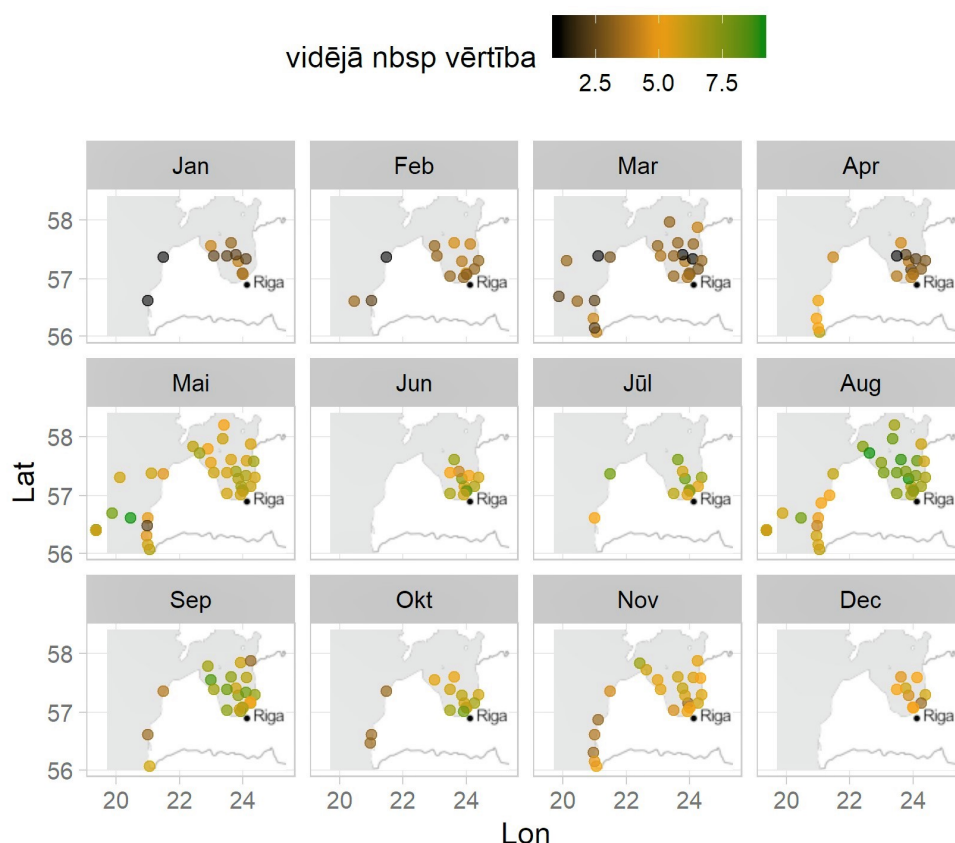 vidējā nbsp vērtība
2.5 5.0 7.5
Jan Feb Mar Apr
58
57
56
Riga Riga Riga Riga
Mai Jun Jūl Aug
58
57
56
Riga Riga Riga Riga
Sep Okt Nov Dec
58
57
56
Riga Riga Riga Riga
20 22 24 20 22 24 20 22 24 20 22 24
Lat
Lon